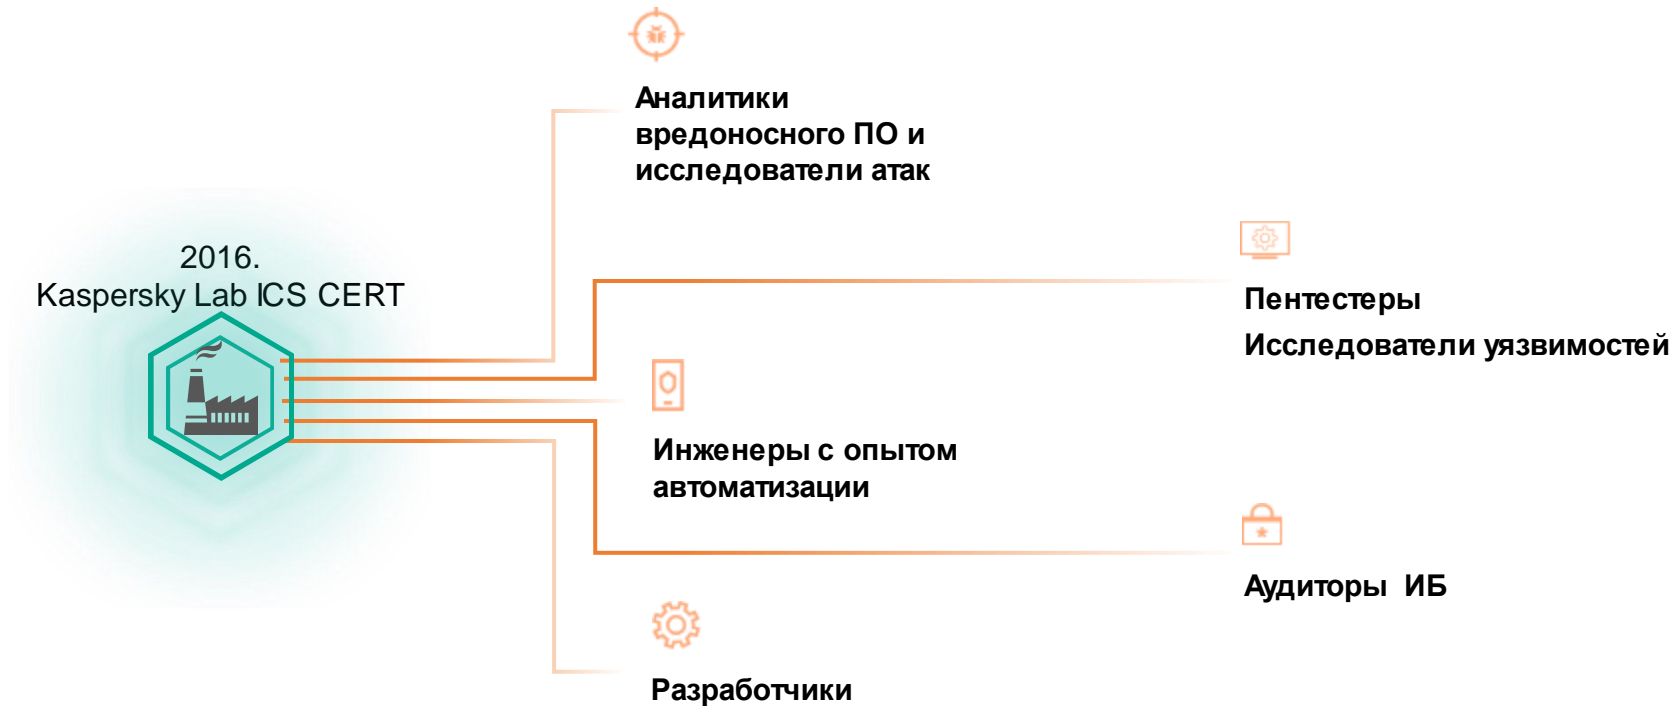 2016.
Kaspersky Lab ICS CERT
Аналитики
вредоносного ПО и
исследователи атак
Пентестеры
Исследователи уязвимостей
Инженеры с опытом
автоматизации
Аудиторы ИБ
Разработчики